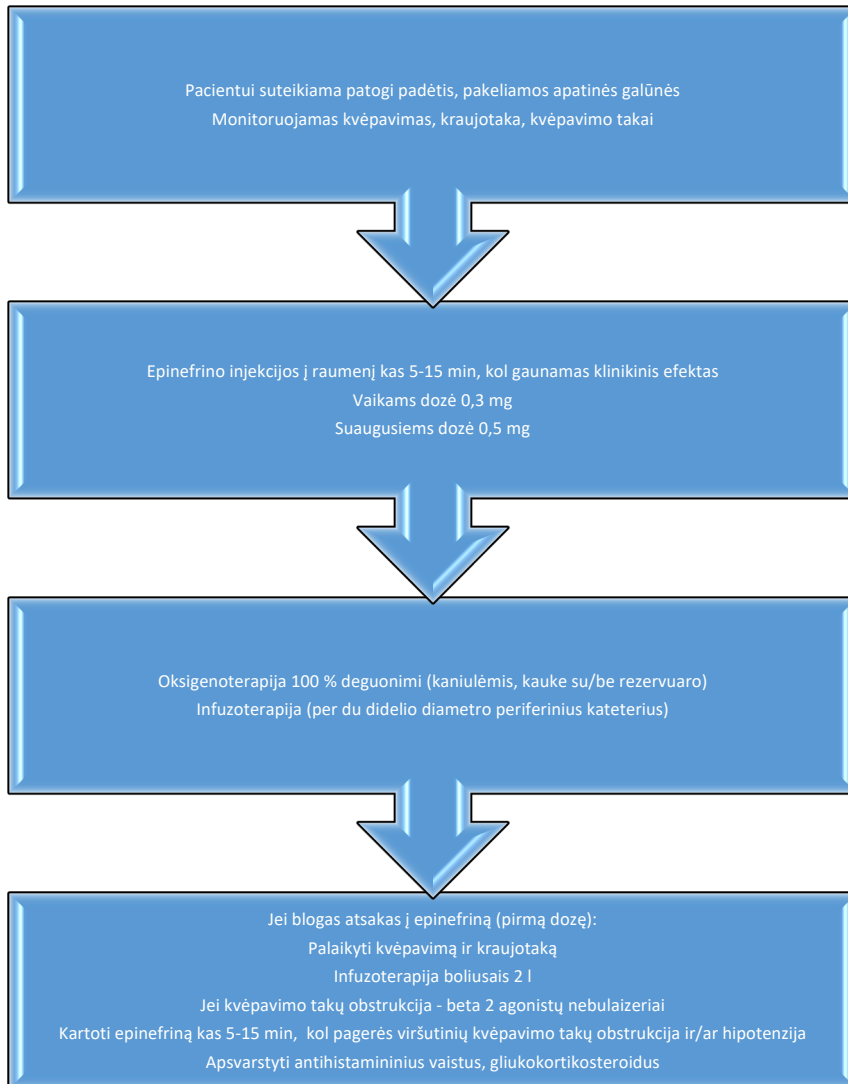 Pacientui suteikiama patogi padėtis, pakeliamos apatinės galūnės
Monitoruojamas kvėpavimas, kraujotaka, kvėpavimo takai
Epinefrino injekcijos į raumenį kas 5-15 min, kol gaunamas klinikinis efektas
Vaikams dozė 0,3 mg
Suaugusiems dozė 0,5 mg
Oksigenoterapija 100 % deguonimi (kaniulėmis, kauke su/be rezervuaro)
Infuzoterapija (per du didelio diametro periferinius kateterius)
Jei blogas atsakas į epinefriną (pirmą dozę):
Palaikyti kvėpavimą ir kraujotaką
Infuzoterapija boliusais 2 l
Jei kvėpavimo takų obstrukcija - beta 2 agonistų nebulaizeriai
Kartoti epinefriną kas 5-15 min, kol pagerės viršutinių kvėpavimo takų obstrukcija ir/ar hipotenzija
Apsvarstyti antihistamininius vaistus, gliukokortikosteroidus